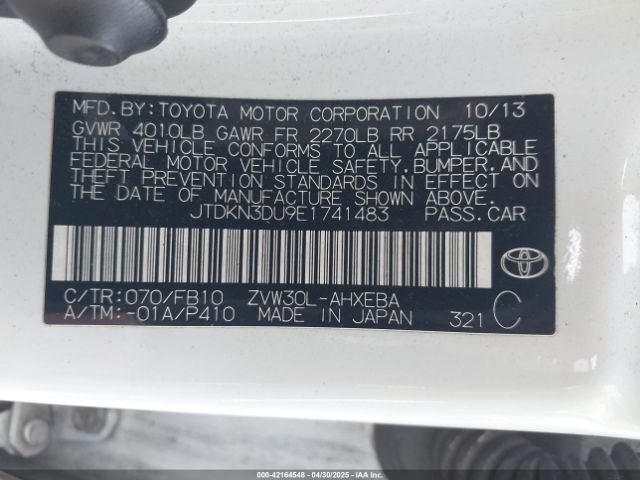 MFD.BY:TOYOTA MOTOR CORPORATION 10/13
GVWR 4010LB GAWR FR 2270LB RR 2175LB
THIS VEHICLE CONFORMS TO ALL APPLICABLE
FEDERAL MOTOR VEHICLE SAFETY,BUMPER,AND
THEFT PREVENTION STANDARDS IN EFFECT ON
THE DATE OF MANUFACTURE SHOWN ABOVE.
JTDKN3DU9E1741483 PASS.CAR
C/TR:070/FB10 ZVW30L-AHXEBA
A/TM:-01A/P410 MADE IN JAPAN 321 C
000-42164548 - 04/30/2025 - IAA Inc.